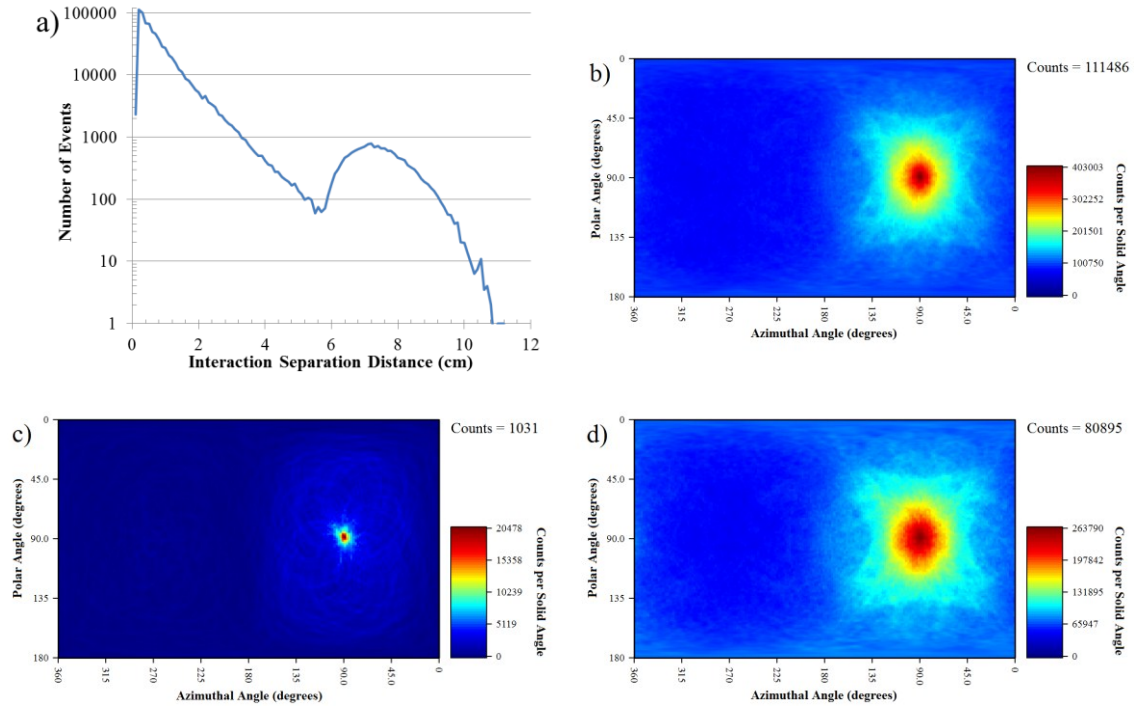 a)
100000
10000
1000
100
10
1
Number of Events
0 2 4 6 8 10 12
Interaction Separation Distance (cm)
b)
Counts = 111486
0
45.0
90.0
135
180
Polar Angle (degrees)
360 315 270 225 180 135 90.0 45.0 0
Azimuthal Angle (degrees)
403003
302252
201501
100750
0
Counts per Solid Angle
c)
Counts = 1031
0
45.0
90.0
135
180
Polar Angle (degrees)
360 315 270 225 180 135 90.0 45.0 0
Azimuthal Angle (degrees)
20478
15358
10239
5119
0
Counts per Solid Angle
d)
Counts = 80895
0
45.0
90.0
135
180
Polar Angle (degrees)
360 315 270 225 180 135 90.0 45.0 0
Azimuthal Angle (degrees)
263790
197842
131895
65947
0
Counts per Solid Angle